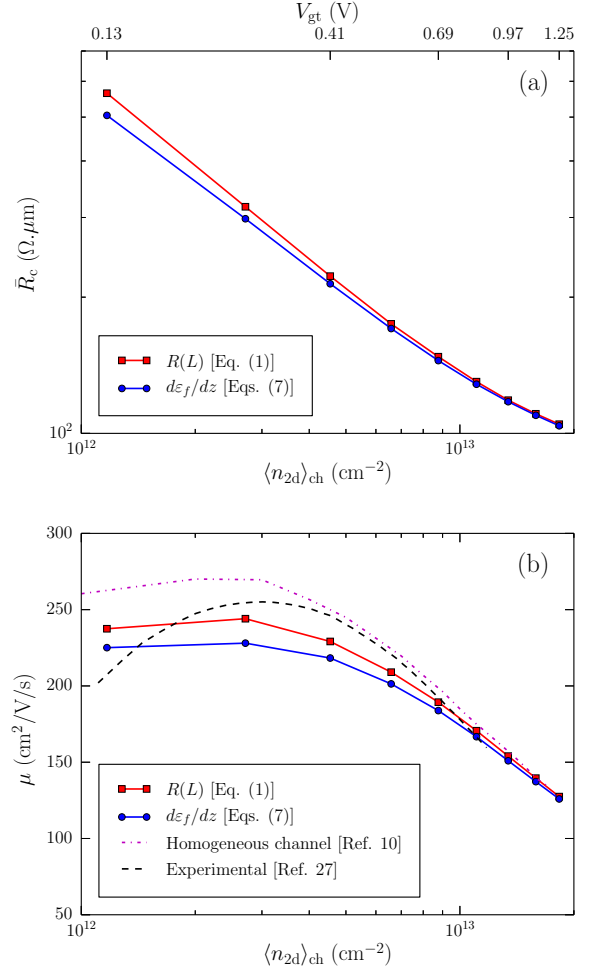 V_gt (V)
0.13 0.41 0.69 0.97 1.25
(a)
R̄_c (Ω.μm)
R(L) [Eq. (1)]
dε_f/dz [Eqs. (7)]
10^2
10^12 10^13
⟨n_2d⟩_ch (cm^−2)
300
(b)
250
200
μ (cm^2/V/s)
150
R(L) [Eq. (1)]
dε_f/dz [Eqs. (7)]
100
Homogeneous channel [Ref. 10]
Experimental [Ref. 27]
50
10^12 10^13
⟨n_2d⟩_ch (cm^−2)